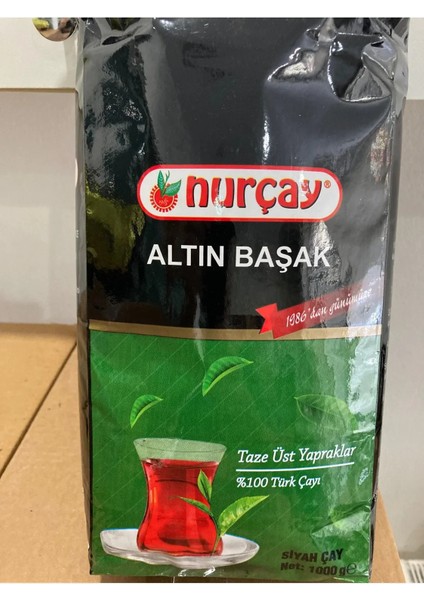 nurçay®
ALTIN BAŞAK
1986'dan günümüze
Taze Üst Yapraklar
%100 Türk Çayı
SİYAH ÇAY
Net: 1000 g e